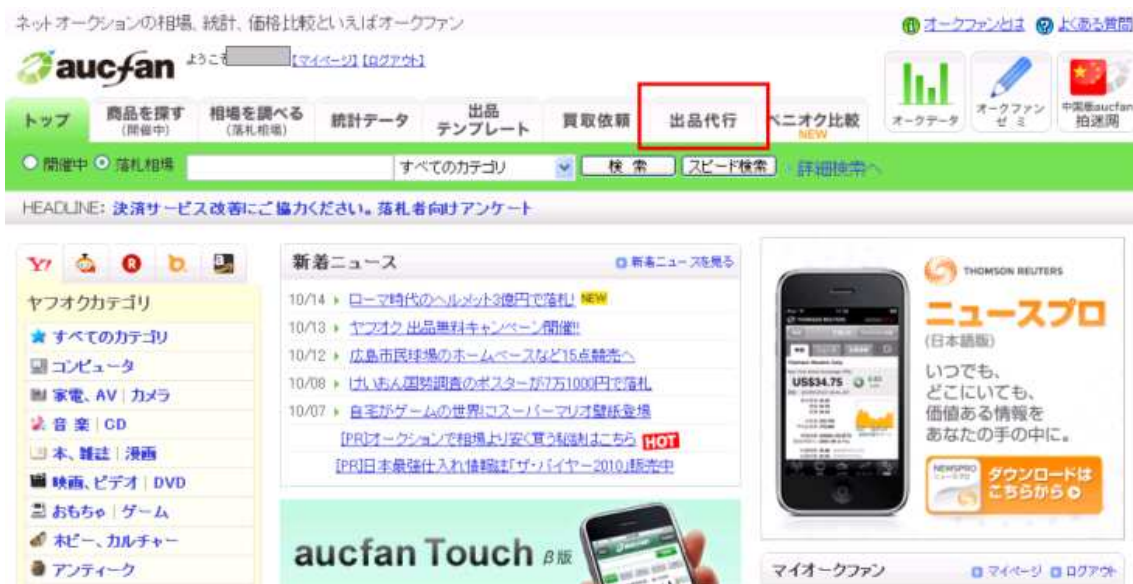 ネットオークションの相場、統計、価格比較といえばオークファン
オークファンとは よくある質問
aucfan ようこそ [マイページ] [ログアウト]
トップ
商品を探す
(開催中)
相場を調べる
(落札相場)
統計データ
出品
テンプレート
買取依頼
出品代行
ペニオク比較
NEW
オークデータ
オークファン
ゼミ
中国版aucfan
拍迷网
開催中 落札相場 すべてのカテゴリ 検索 スピード検索 詳細検索へ
HEADLINE: 決済サービス改善にご協力ください。落札者向けアンケート
ヤフオクカテゴリ
すべてのカテゴリ
コンピュータ
家電、AV | カメラ
音楽 | CD
本、雑誌 | 漫画
映画、ビデオ | DVD
おもちゃ | ゲーム
ホビー、カルチャー
アンティーク
新着ニュース 新着ニュースを見る
10/14 ローマ時代のヘルメット3億円で落札! NEW
10/13 ヤフオク 出品無料キャンペーン開催!!
10/12 広島市民球場のホームベースなど15点競売へ
10/08 けいおん国勢調査のポスターが7万1000円で落札
10/07 自宅がゲームの世界に スーパーマリオ壁紙登場
[PR]オークションで相場より安く買う秘訣はこちら HOT
[PR]日本最強仕入れ情報誌「ザ・バイヤー2010」販売中
aucfan Touch β版
THOMSON REUTERS
ニュースプロ
(日本語版)
いつでも、
どこにいても、
価値ある情報を
あなたの手の中に。
US$34.75
NEWSPRO
ダウンロードは
こちらから
マイオークファン マイページ ログアウト